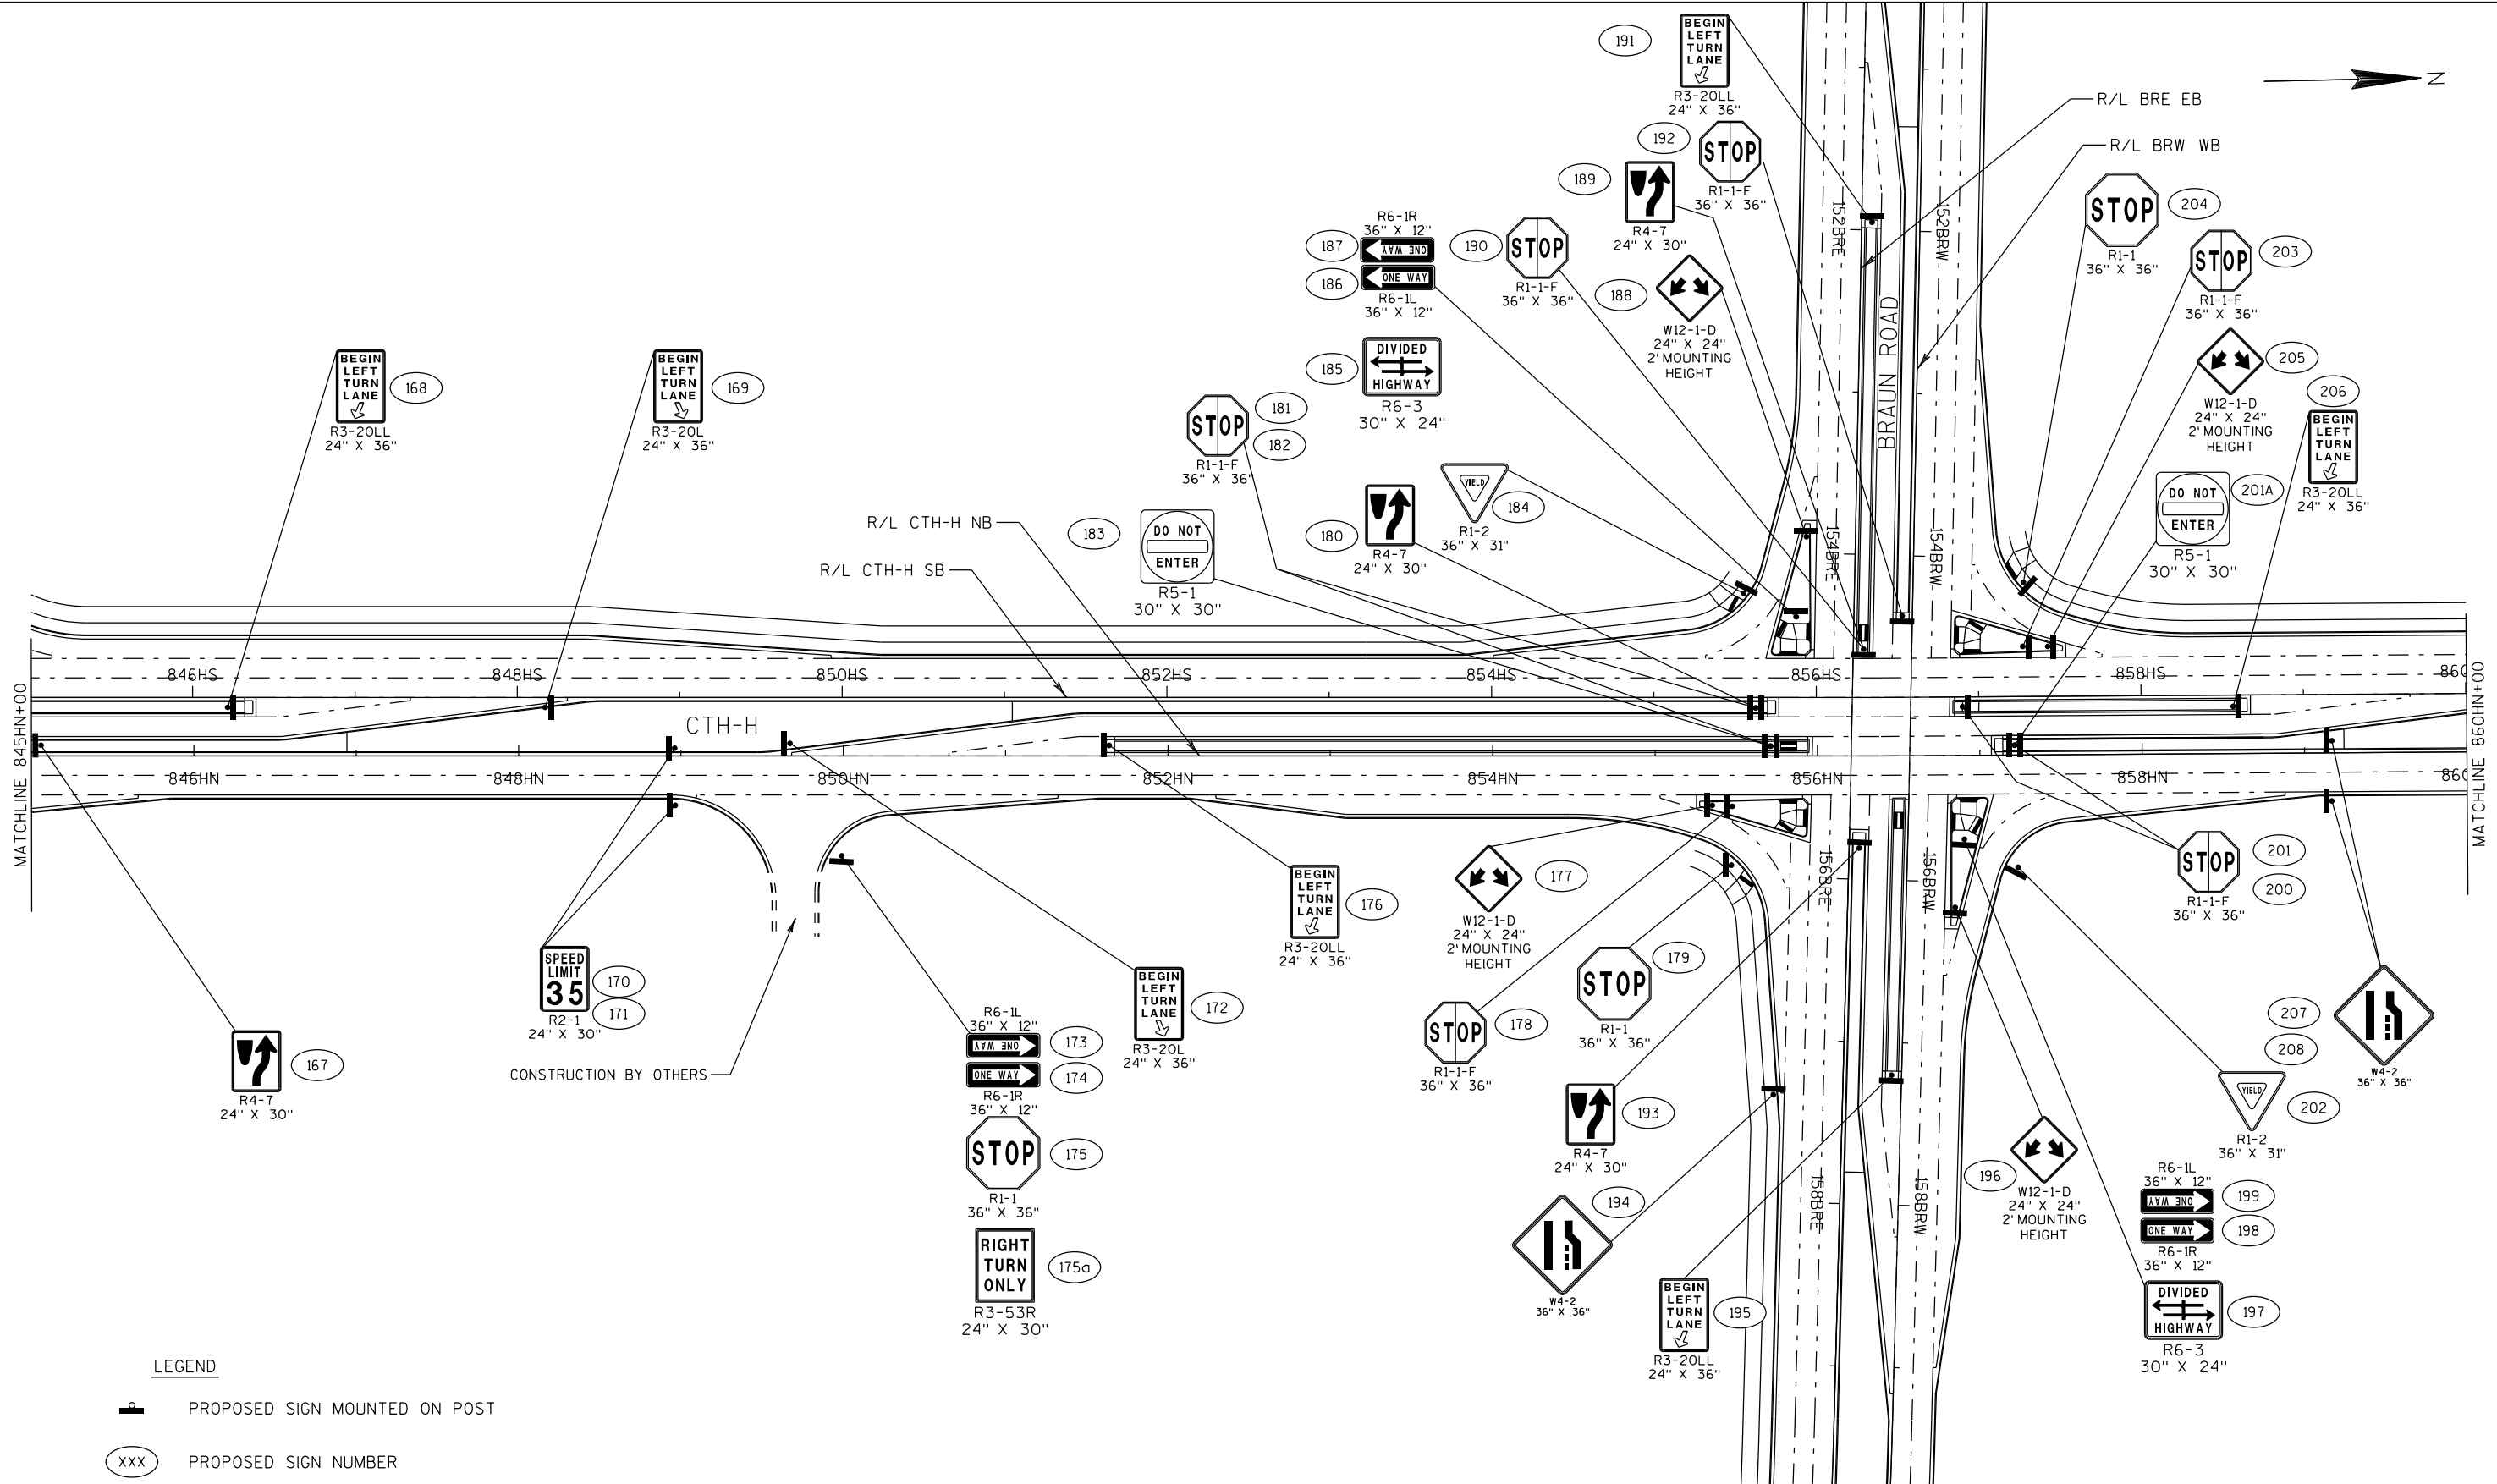 BEGIN
LEFT
TURN
LANE
R3-20LL
24" X 36"
191
192
STOP
R1-1-F
36" X 36"
189
R4-7
24" X 30"
R/L BRE EB
R/L BRW WB
N
R6-1R
36" X 12"
187
ONE WAY
186
ONE WAY
R6-1L
36" X 12"
190
STOP
R1-1-F
36" X 36"
188
W12-1-D
24" X 24"
2' MOUNTING
HEIGHT
152BRE
152BRW
BRAUN ROAD
STOP
204
R1-1
36" X 36"
STOP
203
R1-1-F
36" X 36"
205
W12-1-D
24" X 24"
2' MOUNTING
HEIGHT
206
BEGIN
LEFT
TURN
LANE
R3-20LL
24" X 36"
DO NOT
ENTER
201A
R5-1
30" X 30"
185
DIVIDED
HIGHWAY
R6-3
30" X 24"
STOP
181
182
R1-1-F
36" X 36"
BEGIN
LEFT
TURN
LANE
168
R3-20LL
24" X 36"
BEGIN
LEFT
TURN
LANE
169
R3-20L
24" X 36"
183
DO NOT
ENTER
R5-1
30" X 30"
180
R4-7
24" X 30"
YIELD
184
R1-2
36" X 31"
R/L CTH-H NB
R/L CTH-H SB
154BRE
154BRW
846HS
848HS
850HS
852HS
854HS
856HS
858HS
860
CTH-H
MATCHLINE 845HN+00
MATCHLINE 860HN+00
846HN
848HN
850HN
852HN
854HN
856HN
858HN
860
156BRE
156BRW
BEGIN
LEFT
TURN
LANE
176
R3-20LL
24" X 36"
177
W12-1-D
24" X 24"
2' MOUNTING
HEIGHT
STOP
201
200
R1-1-F
36" X 36"
SPEED
LIMIT
35
170
171
R2-1
24" X 30"
BEGIN
LEFT
TURN
LANE
172
R3-20L
24" X 36"
STOP
179
R1-1
36" X 36"
STOP
178
R1-1-F
36" X 36"
167
R4-7
24" X 30"
CONSTRUCTION BY OTHERS
R6-1L
36" X 12"
ONE WAY
173
ONE WAY
174
R6-1R
36" X 12"
STOP
175
R1-1
36" X 36"
RIGHT
TURN
ONLY
175a
R3-53R
24" X 30"
193
R4-7
24" X 30"
207
208
W4-2
36" X 36"
YIELD
202
R1-2
36" X 31"
194
W4-2
36" X 36"
158BRE
158BRW
196
W12-1-D
24" X 24"
2' MOUNTING
HEIGHT
R6-1L
36" X 12"
ONE WAY
199
ONE WAY
198
R6-1R
36" X 12"
BEGIN
LEFT
TURN
LANE
195
R3-20LL
24" X 36"
DIVIDED
HIGHWAY
197
R6-3
30" X 24"
LEGEND
PROPOSED SIGN MOUNTED ON POST
XXX PROPOSED SIGN NUMBER